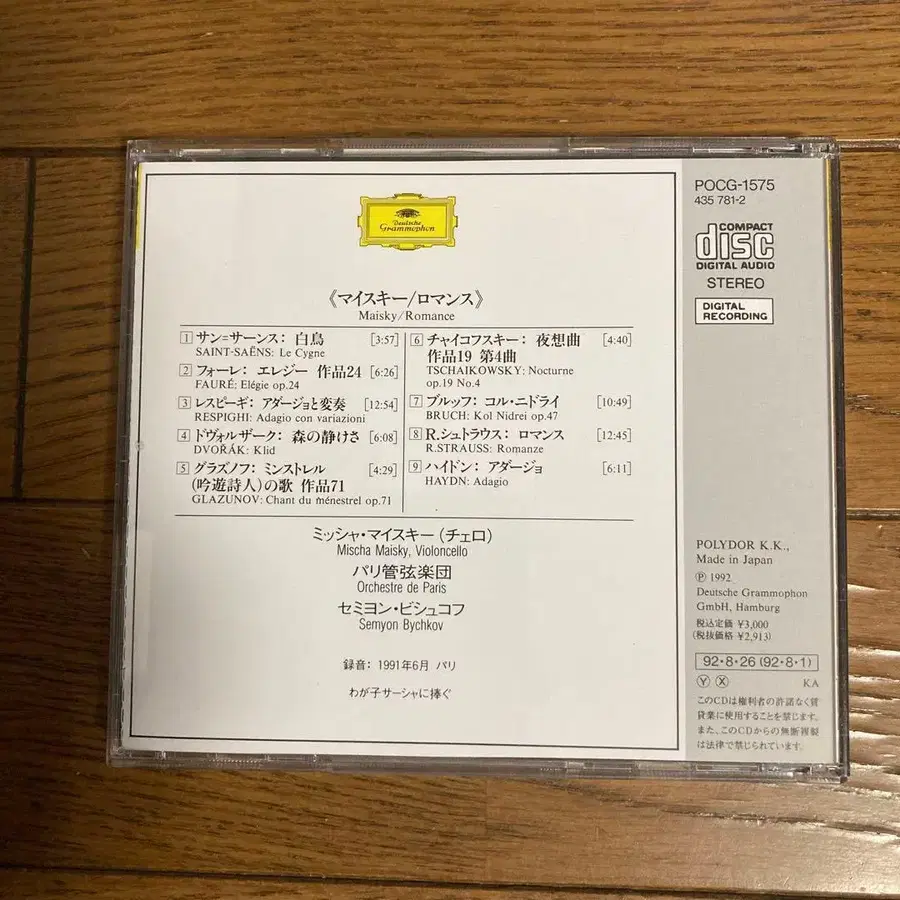 Deutsche
Grammophon
《マイスキー/ロマンス》
Maisky/Romance
1 サン=サーンス: 白鳥 [3:57]
SAINT-SAËNS: Le Cygne
2 フォーレ: エレジー 作品24 [6:26]
FAURÉ: Elégie op.24
3 レスピーギ: アダージョと変奏 [12:54]
RESPIGHI: Adagio con variazioni
4 ドヴォルザーク: 森の静けさ [6:08]
DVOŘÁK: Klid
5 グラズノフ: ミンストレル [4:29]
(吟遊詩人)の歌 作品71
GLAZUNOV: Chant du ménestrel op.71
6 チャイコフスキー: 夜想曲 [4:40]
作品19 第4曲
TSCHAIKOWSKY: Nocturne
op.19 No.4
7 ブルッフ: コル・ニドライ [10:49]
BRUCH: Kol Nidrei op.47
8 R.シュトラウス: ロマンス [12:45]
R.STRAUSS: Romanze
9 ハイドン: アダージョ [6:11]
HAYDN: Adagio
ミッシャ・マイスキー(チェロ)
Mischa Maisky, Violoncello
パリ管弦楽団
Orchestre de Paris
セミヨン・ビシュコフ
Semyon Bychkov
録音: 1991年6月 パリ
わが子サーシャに捧ぐ
POCG-1575
435 781-2
COMPACT
disc
DIGITAL AUDIO
STEREO
DIGITAL
RECORDING
POLYDOR K.K.,
Made in Japan
Ⓟ 1992
Deutsche Grammophon
GmbH, Hamburg
税込定価 ¥3,000
(税抜価格 ¥2,913)
92・8・26 (92・8・1)
Ⓨ Ⓧ KA
このCDは権利者の許諾なく賃
貸業に使用することを禁じます。
また、このCDからの無断複製
は法律で禁じられています。